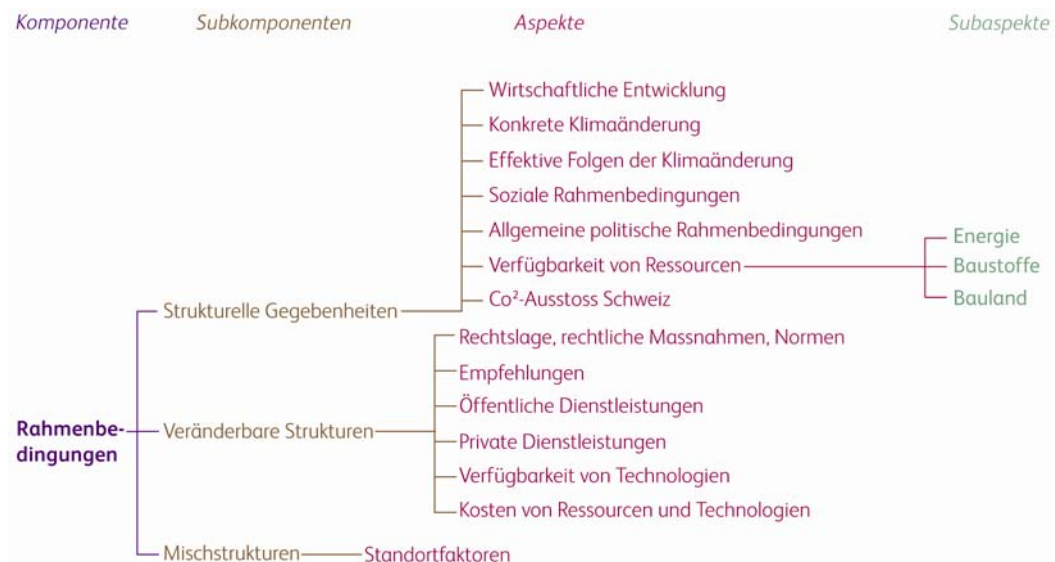 Komponente Subkomponenten Aspekte Subaspekte
Wirtschaftliche Entwicklung
Konkrete Klimaänderung
Effektive Folgen der Klimaänderung
Soziale Rahmenbedingungen
Allgemeine politische Rahmenbedingungen
Energie
Verfügbarkeit von Ressourcen Baustoffe
Co²-Ausstoss Schweiz Bauland
Strukturelle Gegebenheiten
Rechtslage, rechtliche Massnahmen, Normen
Empfehlungen
Öffentliche Dienstleistungen
Rahmenbe-
dingungen
Veränderbare Strukturen
Private Dienstleistungen
Verfügbarkeit von Technologien
Kosten von Ressourcen und Technologien
Mischstrukturen Standortfaktoren